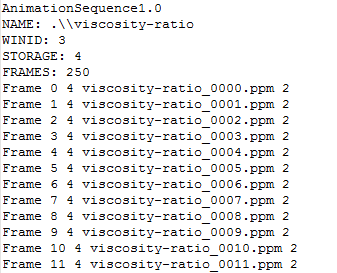 AnimationSequence1.0
NAME: .\\viscosity-ratio
WINID: 3
STORAGE: 4
FRAMES: 250
Frame 0 4 viscosity-ratio_0000.ppm 2
Frame 1 4 viscosity-ratio_0001.ppm 2
Frame 2 4 viscosity-ratio_0002.ppm 2
Frame 3 4 viscosity-ratio_0003.ppm 2
Frame 4 4 viscosity-ratio_0004.ppm 2
Frame 5 4 viscosity-ratio_0005.ppm 2
Frame 6 4 viscosity-ratio_0006.ppm 2
Frame 7 4 viscosity-ratio_0007.ppm 2
Frame 8 4 viscosity-ratio_0008.ppm 2
Frame 9 4 viscosity-ratio_0009.ppm 2
Frame 10 4 viscosity-ratio_0010.ppm 2
Frame 11 4 viscosity-ratio_0011.ppm 2